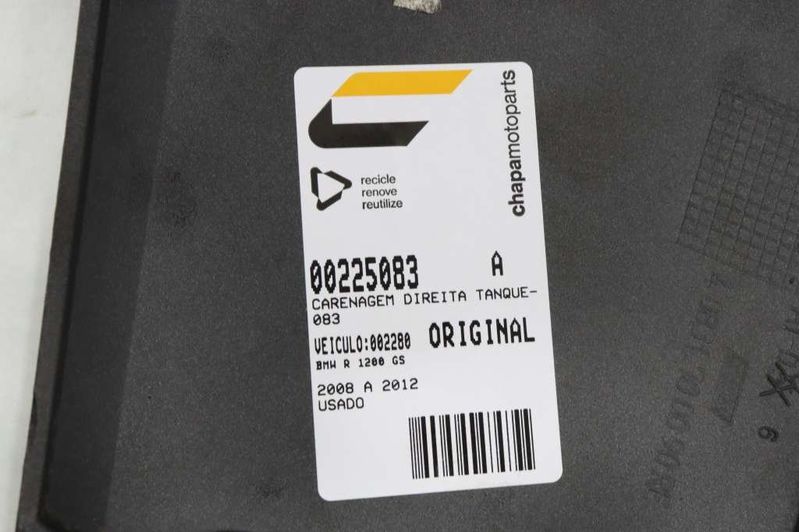 chapamotoparts
recicle
renove
reutilize
00225083 A
CARENAGEM DIREITA TANQUE-
083
VEICULO:002280 ORIGINAL
BMW R 1200 GS
2008 A 2012
USADO